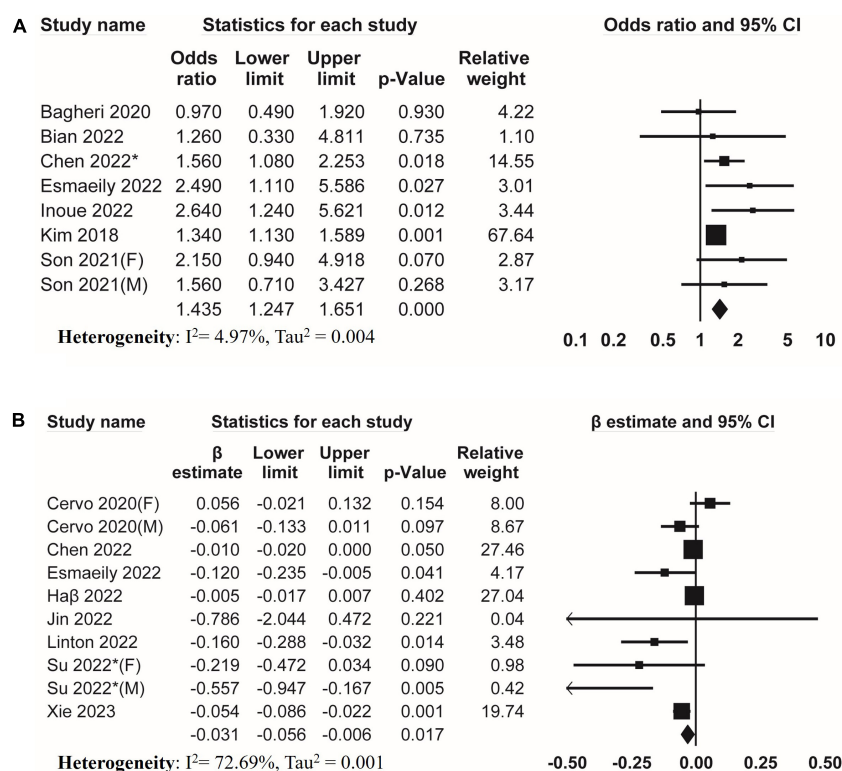 A Study name Statistics for each study Odds ratio and 95% CI
Odds Lower Upper Relative
ratio limit limit p-Value weight
Bagheri 2020 0.970 0.490 1.920 0.930 4.22
Bian 2022 1.260 0.330 4.811 0.735 1.10
Chen 2022* 1.560 1.080 2.253 0.018 14.55
Esmaeily 2022 2.490 1.110 5.586 0.027 3.01
Inoue 2022 2.640 1.240 5.621 0.012 3.44
Kim 2018 1.340 1.130 1.589 0.001 67.64
Son 2021(F) 2.150 0.940 4.918 0.070 2.87
Son 2021(M) 1.560 0.710 3.427 0.268 3.17
1.435 1.247 1.651 0.000
Heterogeneity: I²= 4.97%, Tau² = 0.004
0.1 0.2 0.5 1 2 5 10
B Study name Statistics for each study β estimate and 95% CI
β Lower Upper Relative
estimate limit limit p-Value weight
Cervo 2020(F) 0.056 -0.021 0.132 0.154 8.00
Cervo 2020(M) -0.061 -0.133 0.011 0.097 8.67
Chen 2022 -0.010 -0.020 0.000 0.050 27.46
Esmaeily 2022 -0.120 -0.235 -0.005 0.041 4.17
Haβ 2022 -0.005 -0.017 0.007 0.402 27.04
Jin 2022 -0.786 -2.044 0.472 0.221 0.04
Linton 2022 -0.160 -0.288 -0.032 0.014 3.48
Su 2022*(F) -0.219 -0.472 0.034 0.090 0.98
Su 2022*(M) -0.557 -0.947 -0.167 0.005 0.42
Xie 2023 -0.054 -0.086 -0.022 0.001 19.74
-0.031 -0.056 -0.006 0.017
Heterogeneity: I²= 72.69%, Tau² = 0.001
-0.50 -0.25 0.00 0.25 0.50